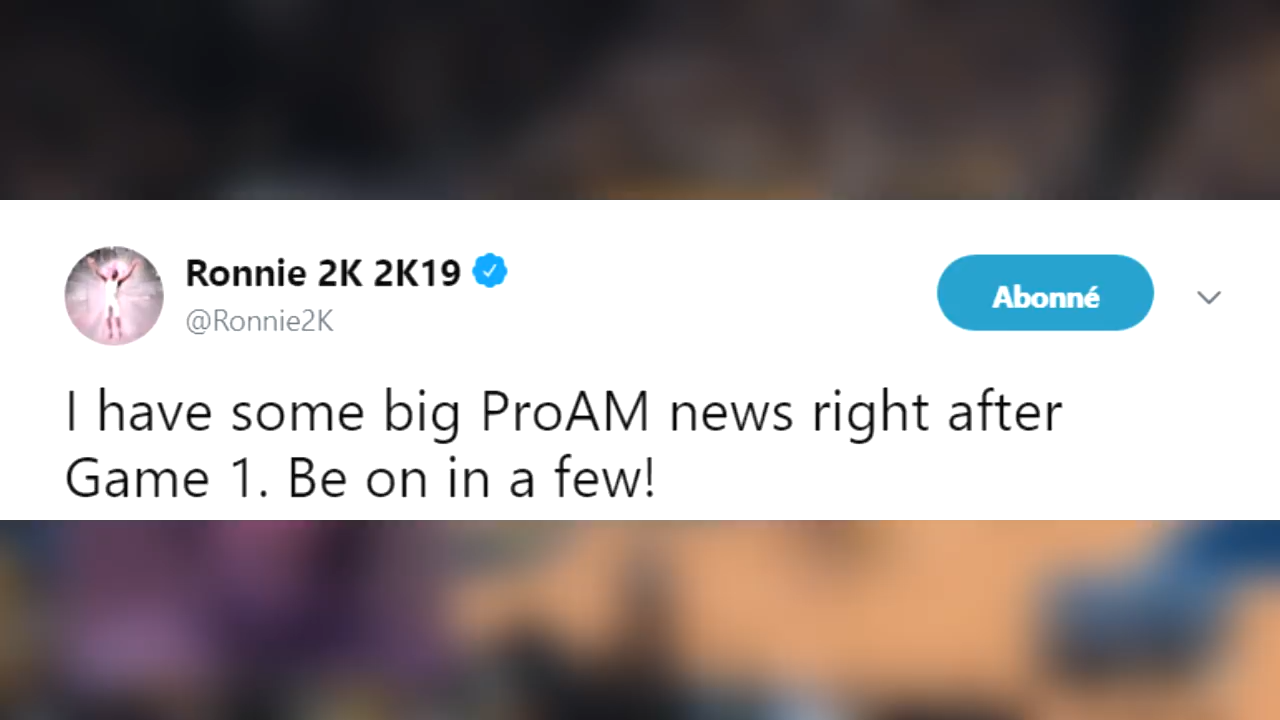 Ronnie 2K 2K19
@Ronnie2K
Abonné
I have some big ProAM news right after
Game 1. Be on in a few!